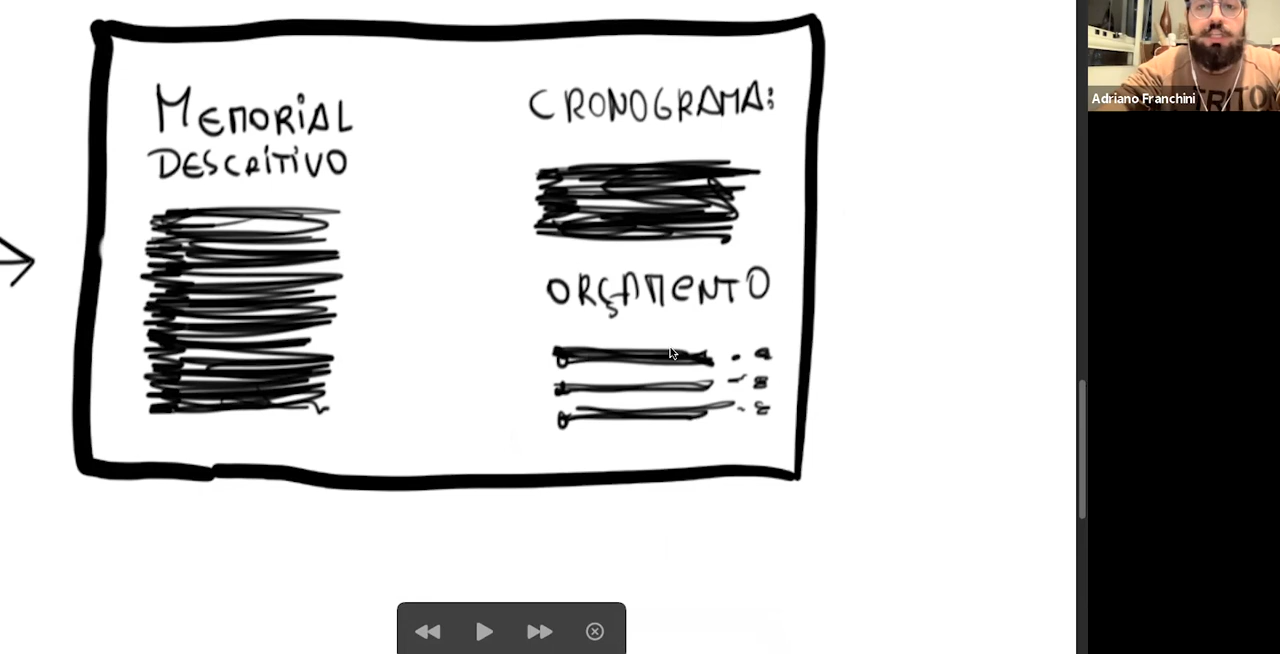 MEMORIAL
DESCRITIVO
CRONOGRAMA:
ORÇAMENTO
Adriano Franchini